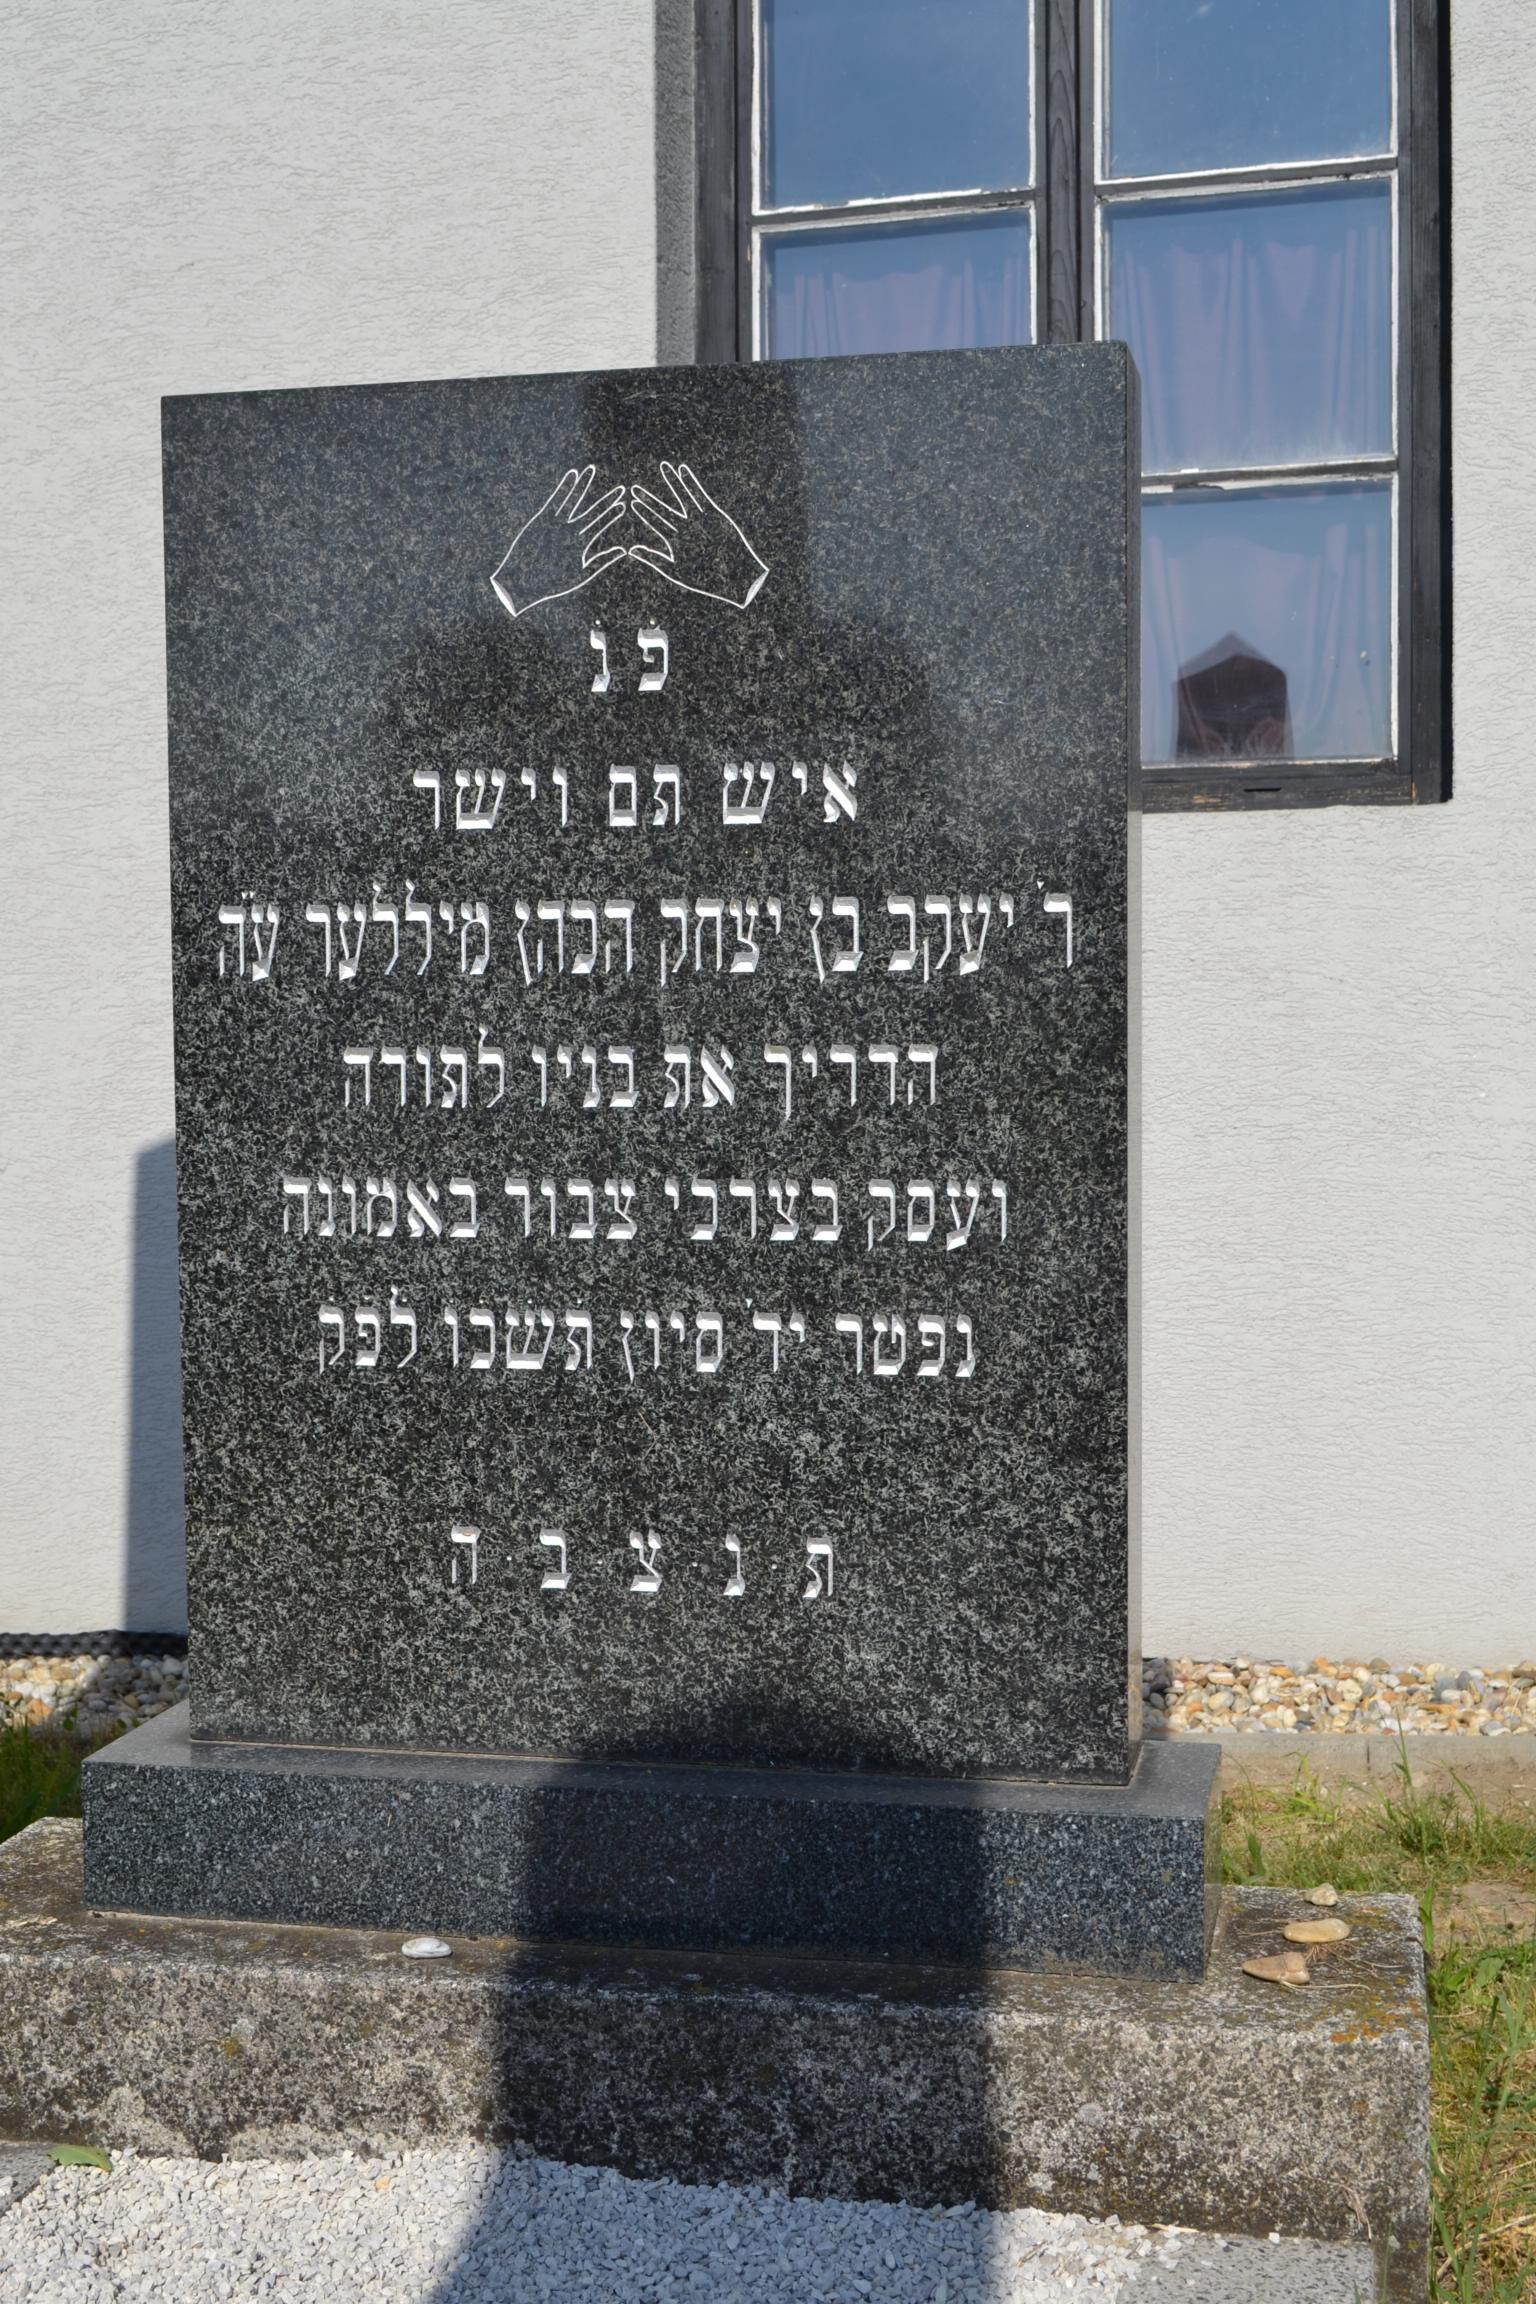 פ׳ נ׳
איש תם וישר
ר׳ יעקב בן יצחק הכהן מיללער ע״ה
הדריך את בניו לתורה
ועסק בצרכי צבור באמונה
נפטר יד׳ סיון תשכו לפק
ת · נ · צ · ב · ה